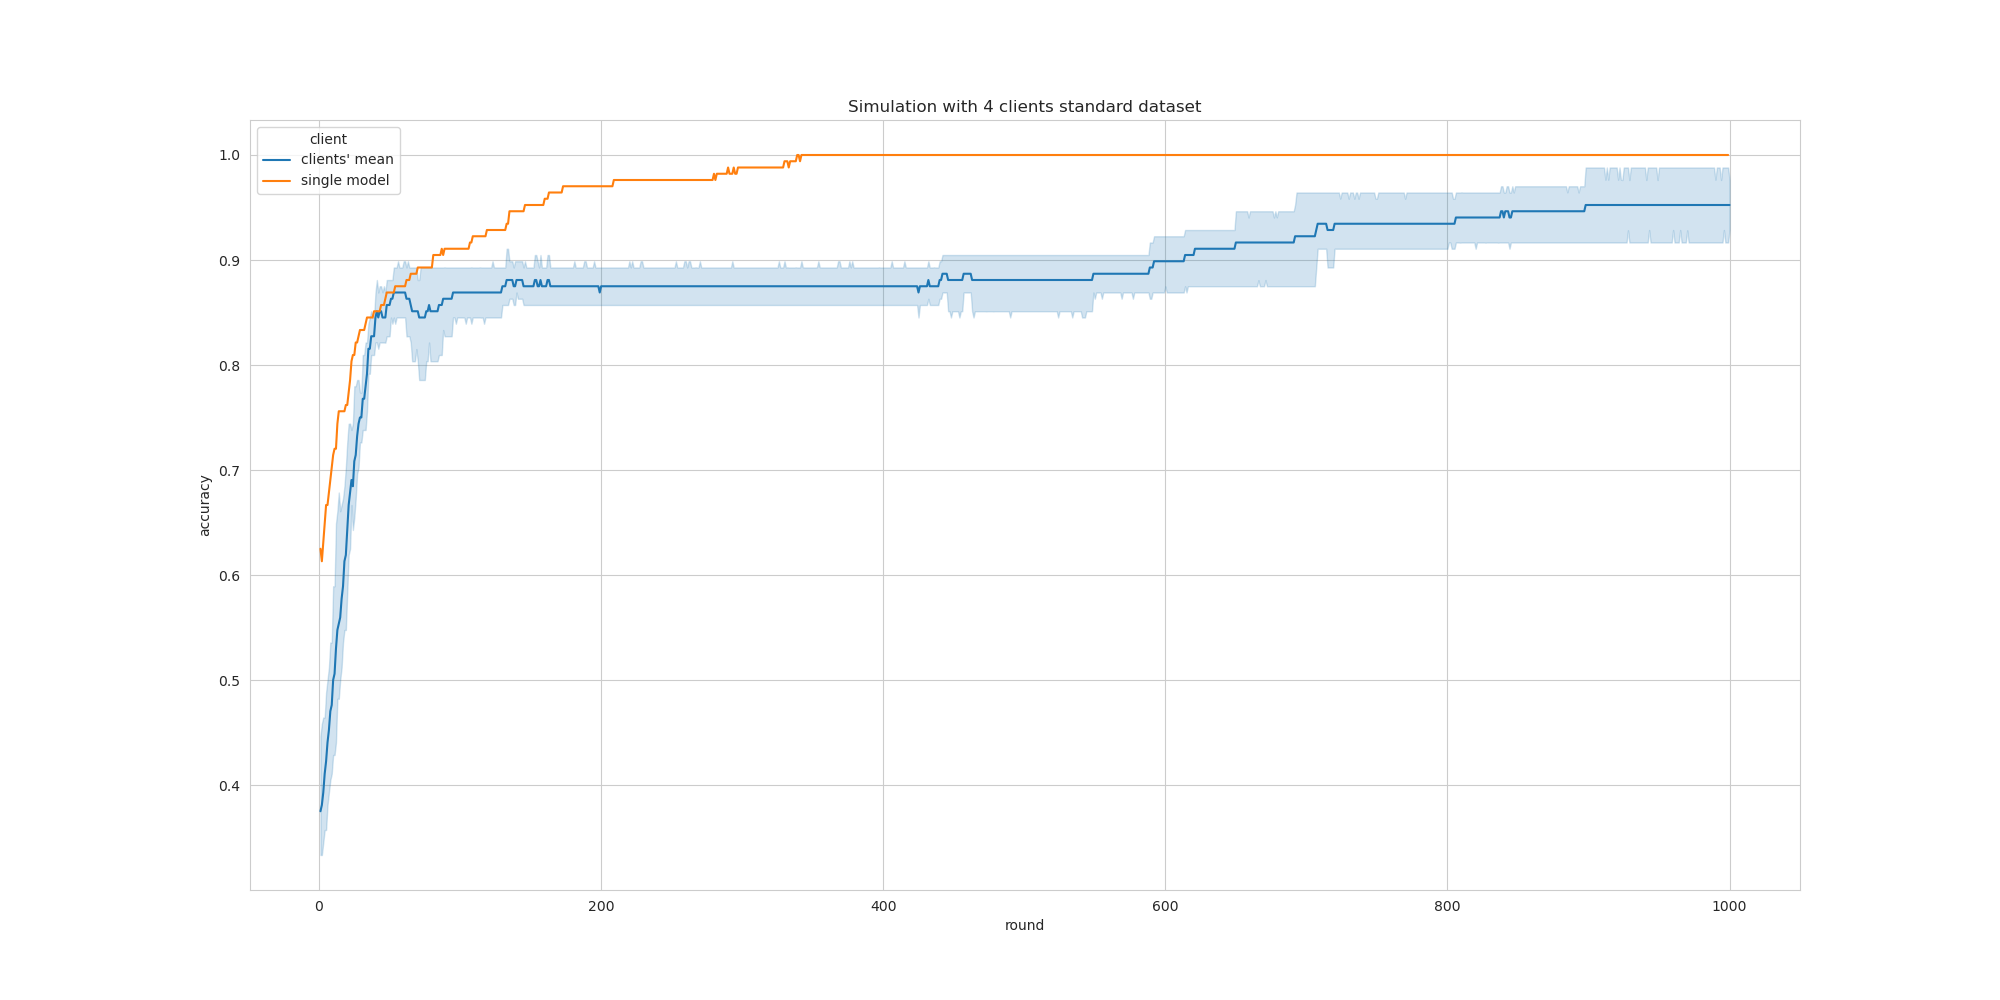 Simulation with 4 clients standard dataset
client
clients' mean
single model
accuracy
1.0
0.9
0.8
0.7
0.6
0.5
0.4
0
200
400
600
800
1000
round